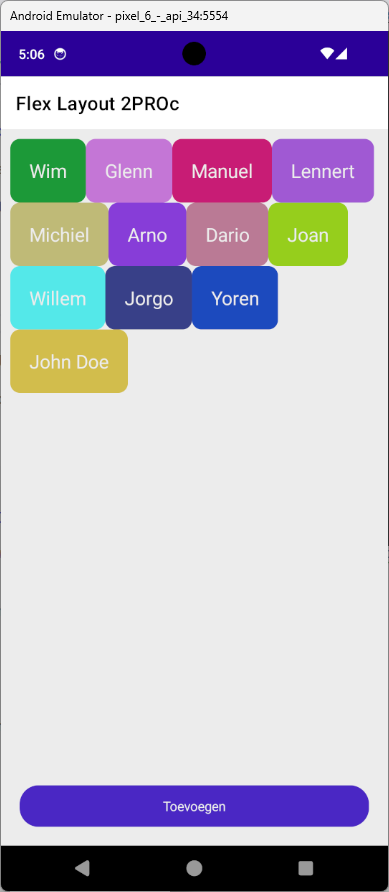 Android Emulator - pixel_6_-_api_34:5554
5:06
Flex Layout 2PROc
Wim Glenn Manuel Lennert
Michiel Arno Dario Joan
Willem Jorgo Yoren
John Doe
Toevoegen